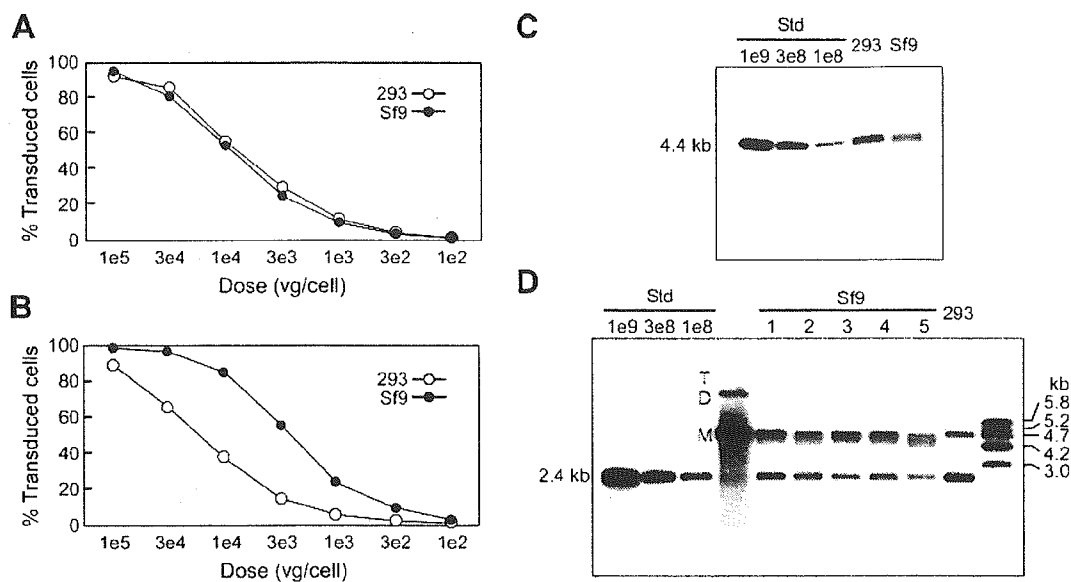 A
100
80
60
40
20
0
% Transduced cells
293
Sf9
1e5 3e4 1e4 3e3 1e3 3e2 1e2
Dose (vg/cell)
B
100
80
60
40
20
0
% Transduced cells
293
Sf9
1e5 3e4 1e4 3e3 1e3 3e2 1e2
Dose (vg/cell)
C
Std
1e9 3e8 1e8 293 Sf9
4.4 kb
D
Std Sf9
1e9 3e8 1e8 1 2 3 4 5 293
T
D
M
2.4 kb
kb
5.8
5.2
4.7
4.2
3.0